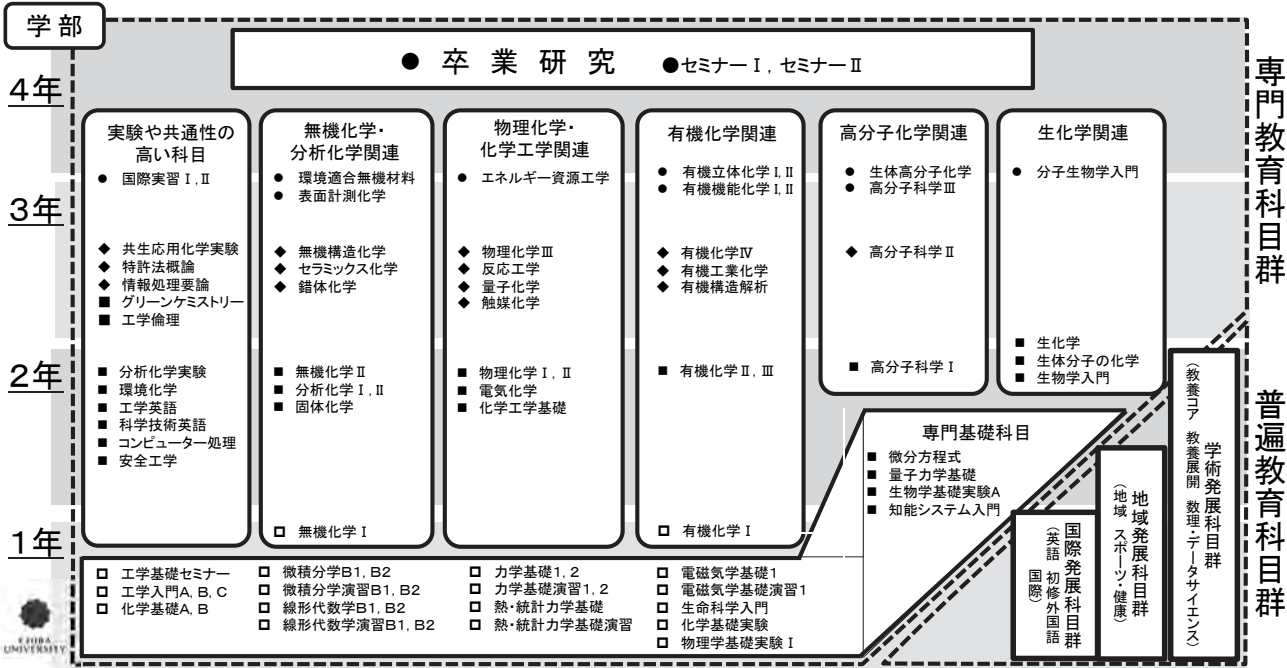 学部
● 卒業研究 ●セミナーⅠ, セミナーⅡ
4年
3年
2年
1年
実験や共通性の
高い科目
● 国際実習Ⅰ, Ⅱ
◆ 共生応用化学実験
◆ 特許法概論
◆ 情報処理要論
■ グリーンケミストリー
■ 工学倫理
■ 分析化学実験
■ 環境化学
■ 工学英語
■ 科学技術英語
■ コンピューター処理
■ 安全工学
無機化学・
分析化学関連
● 環境適合無機材料
● 表面計測化学
◆ 無機構造化学
◆ セラミックス化学
◆ 錯体化学
■ 無機化学Ⅱ
■ 分析化学Ⅰ, Ⅱ
■ 固体化学
□ 無機化学Ⅰ
物理化学・
化学工学関連
● エネルギー資源工学
◆ 物理化学Ⅲ
◆ 反応工学
◆ 量子化学
◆ 触媒化学
■ 物理化学Ⅰ, Ⅱ
■ 電気化学
■ 化学工学基礎
有機化学関連
● 有機立体化学Ⅰ, Ⅱ
● 有機機能化学Ⅰ, Ⅱ
◆ 有機化学Ⅳ
◆ 有機工業化学
◆ 有機構造解析
■ 有機化学Ⅱ, Ⅲ
□ 有機化学Ⅰ
高分子化学関連
● 生体高分子化学
● 高分子科学Ⅲ
◆ 高分子科学Ⅱ
■ 高分子科学Ⅰ
生化学関連
● 分子生物学入門
■ 生化学
■ 生体分子の化学
■ 生物学入門
専門基礎科目
■ 微分方程式
■ 量子力学基礎
■ 生物学基礎実験A
■ 知能システム入門
□ 工学基礎セミナー
□ 工学入門A, B, C
□ 化学基礎A, B
□ 微積分学B1, B2
□ 微積分学演習B1, B2
□ 線形代数学B1, B2
□ 線形代数学演習B1, B2
□ 力学基礎1, 2
□ 力学基礎演習1, 2
□ 熱・統計力学基礎
□ 熱・統計力学基礎演習
□ 電磁気学基礎1
□ 電磁気学基礎演習1
□ 生命科学入門
□ 化学基礎実験
□ 物理学基礎実験Ⅰ
国際発展科目群
(英語 初修外国語
国際)
地域発展科目群
(地域 スポーツ・健康)
学術発展科目群
(教養コア 教養展開 数理・データサイエンス)
専門教育科目群
普遍教育科目群
UNIVERSITY